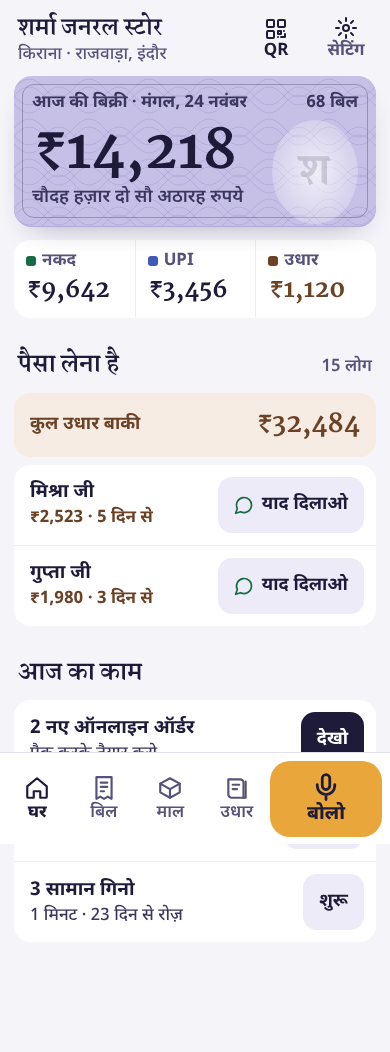 शर्मा जनरल स्टोर
किराना · राजवाड़ा, इंदौर
QR
सेटिंग
आज की बिक्री · मंगल, 24 नवंबर
68 बिल
₹14,218
श
चौदह हज़ार दो सौ अठारह रुपये
नकद
₹9,642
UPI
₹3,456
उधार
₹1,120
पैसा लेना है
15 लोग
कुल उधार बाकी
₹32,484
मिश्रा जी
₹2,523 · 5 दिन से
याद दिलाओ
गुप्ता जी
₹1,980 · 3 दिन से
याद दिलाओ
आज का काम
2 नए ऑनलाइन ऑर्डर
देखो
घर
बिल
माल
उधार
बोलो
3 सामान गिनो
1 मिनट · 23 दिन से रोज़
शुरू